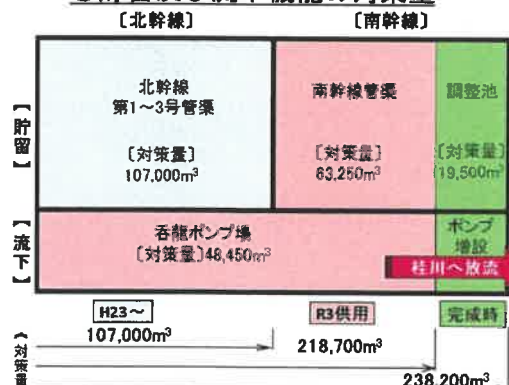 〔北幹線】 〔南幹線】
北幹線
第1～3号管渠
〔対策量〕
107,000m³
南幹線管渠
〔対策量〕
63,250m³
調整池
〔対策量〕
19,500m³
【貯留】
【流下】
呑龍ポンプ場
〔対策量〕48,450m³
ポンプ
増設
桂川へ放流
H23～
R3供用
完成時
107,000m³
218,700m³
238,200m³
《対策量